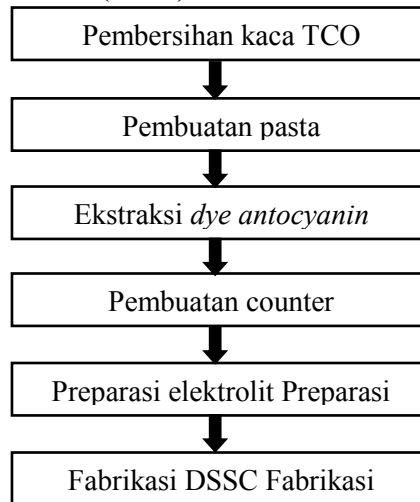 Pembersihan kaca TCO
Pembuatan pasta
Ekstraksi dye antocyanin
Pembuatan counter
Preparasi elektrolit Preparasi
Fabrikasi DSSC Fabrikasi